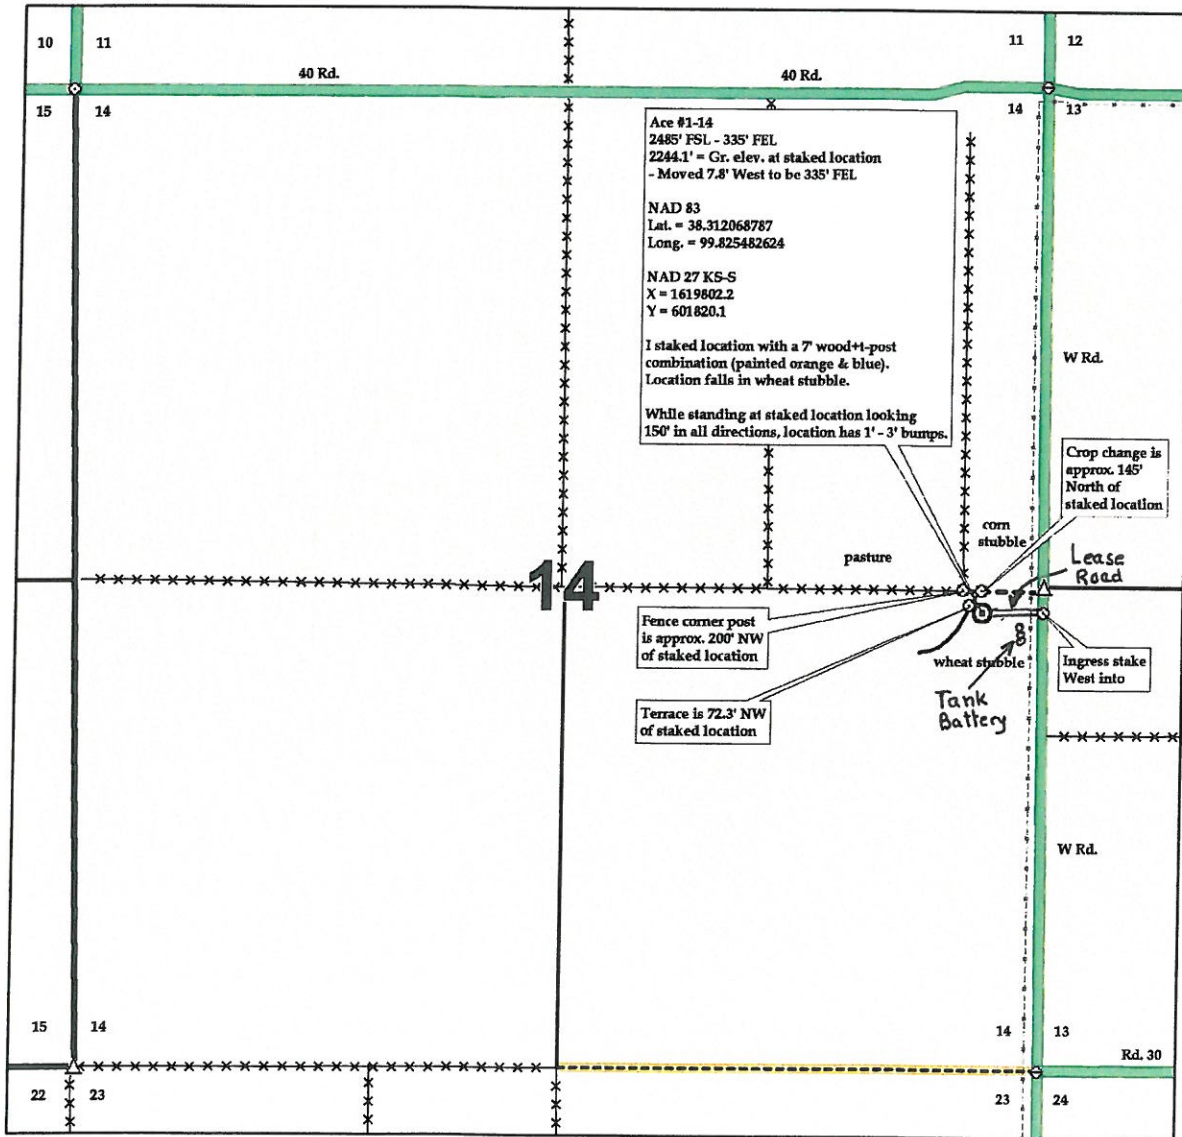 10 11
11 12
40 Rd.
40 Rd.
15 14
14 13
Ace #1-14
2485' FSL - 335' FEL
2244.1' = Gr. elev. at staked location
- Moved 7.8' West to be 335' FEL
NAD 83
Lat. = 38.312068787
Long. = 99.825482624
NAD 27 KS-S
X = 1619802.2
Y = 601820.1
I staked location with a 7' wood+t-post
combination (painted orange & blue).
Location falls in wheat stubble.
While standing at staked location looking
150' in all directions, location has 1' - 3' bumps.
W Rd.
Crop change is
approx. 145'
North of
staked location
corn
stubble
pasture
Lease
Road
14
Fence corner post
is approx. 200' NW
of staked location
wheat stubble
Ingress stake
West into
Tank
Battery
Terrace is 72.3' NW
of staked location
W Rd.
15 14
14 13
Rd. 30
22 23
23 24